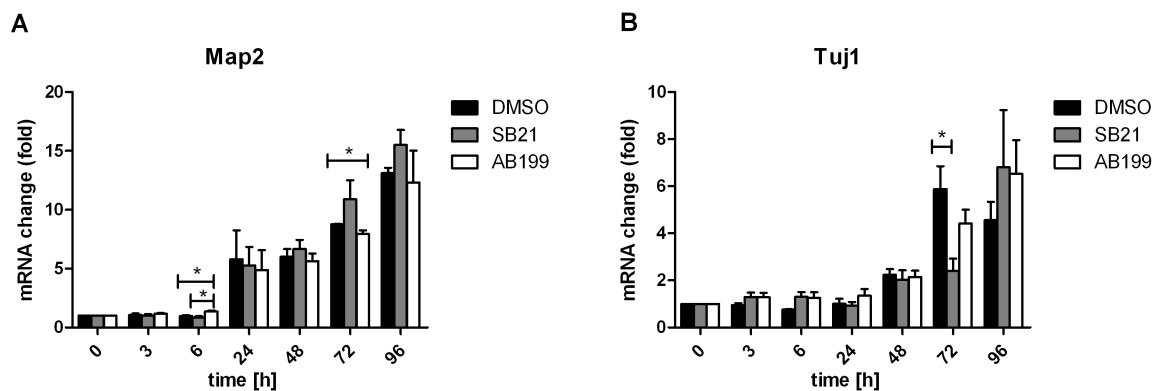 A
Map2
mRNA change (fold)
20
15
10
5
0
*
*
*
0 3 6 24 48 72 96
time [h]
DMSO
SB21
AB199
B
Tuj1
mRNA change (fold)
10
8
6
4
2
0
*
0 3 6 24 48 72 96
time [h]
DMSO
SB21
AB199